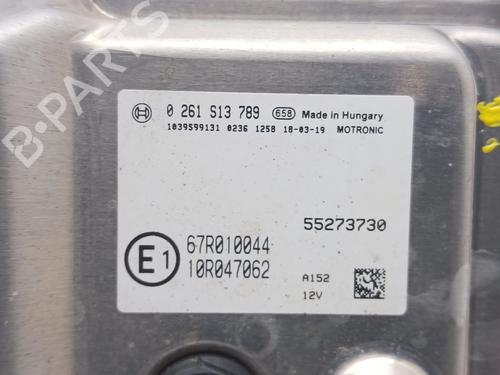 B-PARTS
0 261 S13 789 658 Made in Hungary
1039S99131 0236 1258 18-03-19 MOTRONIC
55273730
E1 67R010044
10R047062
A152
12V